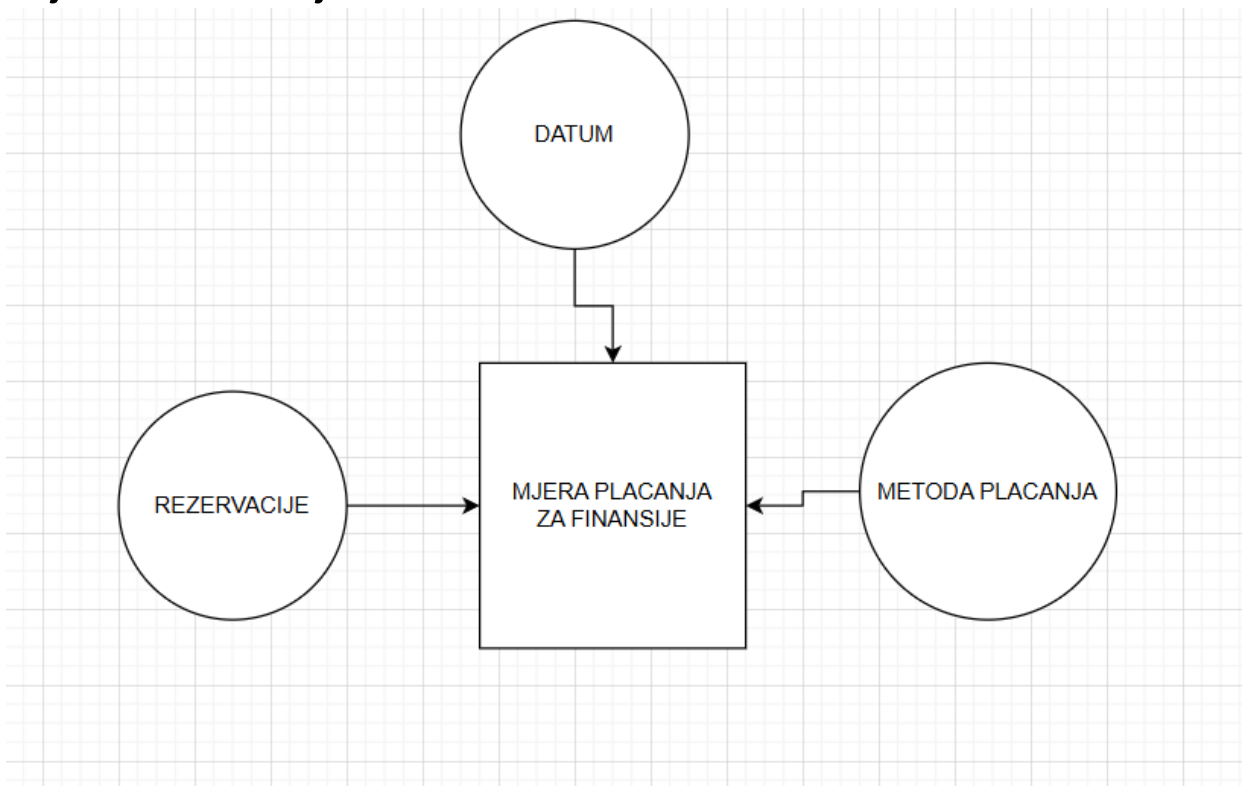 DATUM
REZERVACIJE
MJERA PLACANJA
ZA FINANSIJE
METODA PLACANJA